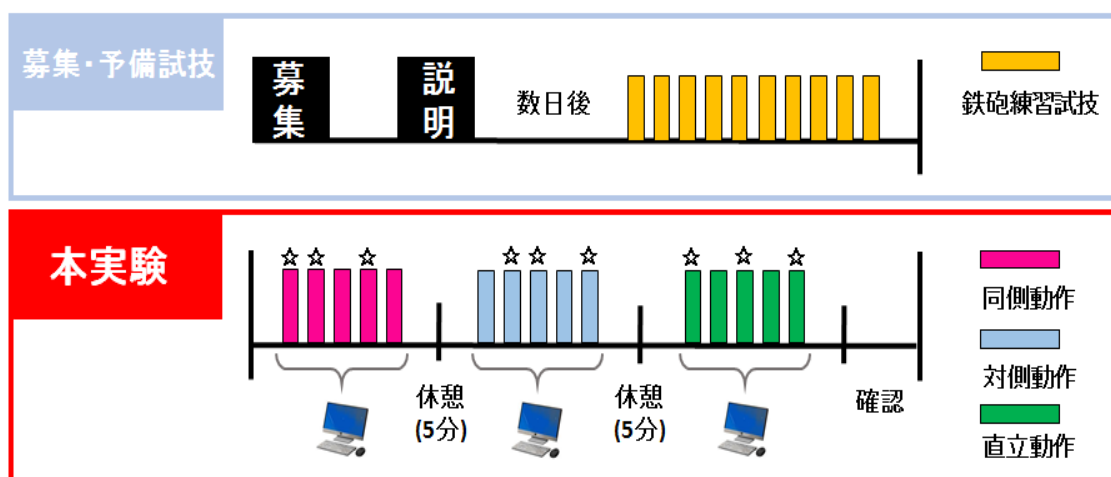 募集・予備試技
募集
説明
数日後
鉄砲練習試技
本実験
☆ ☆ ☆
☆ ☆ ☆
☆ ☆ ☆
同側動作
対側動作
直立動作
休憩
(5分)
休憩
(5分)
確認